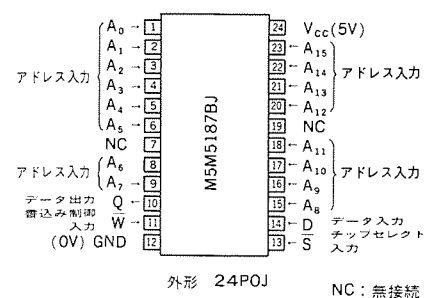 A0 → 1 24 VCC(5V)
A1 → 2 23 ← A15
A2 → 3 22 ← A14
アドレス入力 A3 → 4 21 ← A13 アドレス入力
A4 → 5 20 ← A12
A5 → 6 19 NC
NC 7 18 ← A11
アドレス入力 A6 → 8 17 ← A10 アドレス入力
A7 → 9 16 ← A9
データ出力 Q ← 10 15 ← A8
書込み制御入力 W → 11 14 ← D データ入力
(0V) GND 12 13 ← S チップセレクト入力
M5M5187BJ
外形 24P0J
NC：無接続